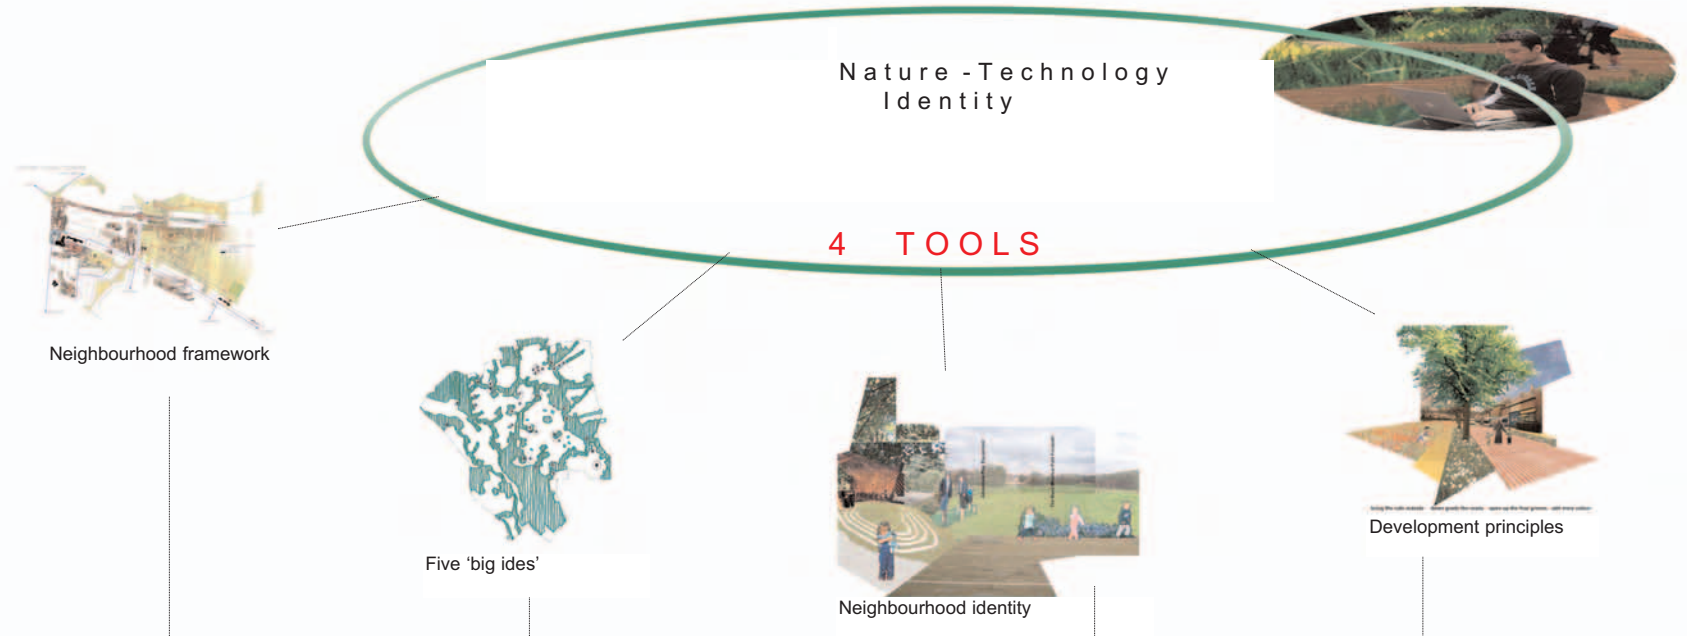 Nature - Technology
Identity
4 TOOLS
Neighbourhood framework
Five ‘big ides’
Neighbourhood identity
Development principles